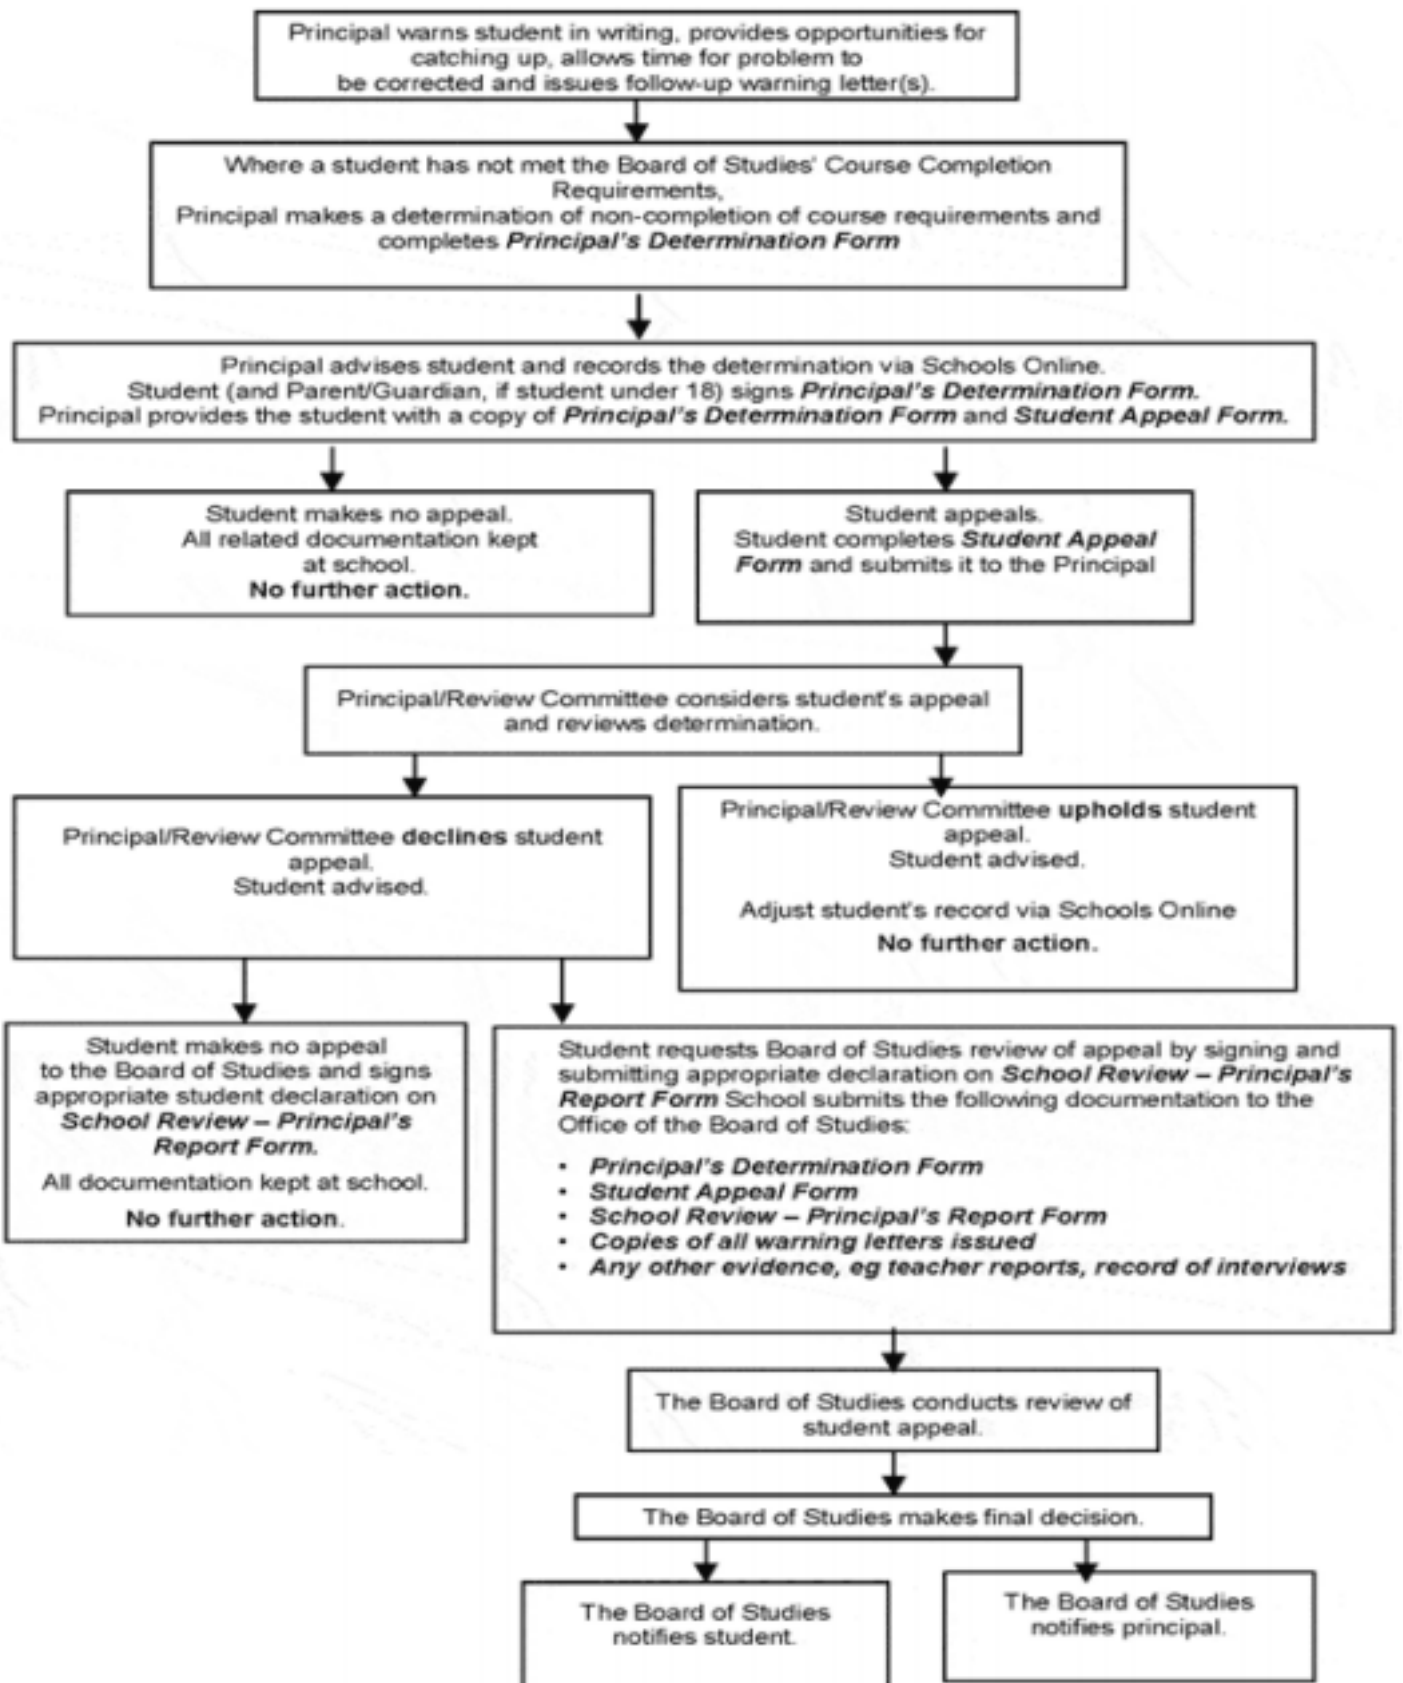 Principal warns student in writing, provides opportunities for
catching up, allows time for problem to
be corrected and issues follow-up warning letter(s).
Where a student has not met the Board of Studies' Course Completion
Requirements,
Principal makes a determination of non-completion of course requirements and
completes Principal's Determination Form
Principal advises student and records the determination via Schools Online.
Student (and Parent/Guardian, if student under 18) signs Principal's Determination Form.
Principal provides the student with a copy of Principal's Determination Form and Student Appeal Form.
Student makes no appeal.
All related documentation kept
at school.
No further action.
Student appeals.
Student completes Student Appeal
Form and submits it to the Principal
Principal/Review Committee considers student's appeal
and reviews determination.
Principal/Review Committee declines student
appeal.
Student advised.
Principal/Review Committee upholds student
appeal.
Student advised.
Adjust student's record via Schools Online
No further action.
Student makes no appeal
to the Board of Studies and signs
appropriate student declaration on
School Review – Principal's
Report Form.
All documentation kept at school.
No further action.
Student requests Board of Studies review of appeal by signing and
submitting appropriate declaration on School Review – Principal's
Report Form School submits the following documentation to the
Office of the Board of Studies:
• Principal's Determination Form
• Student Appeal Form
• School Review – Principal's Report Form
• Copies of all warning letters issued
• Any other evidence, eg teacher reports, record of interviews
The Board of Studies conducts review of
student appeal.
The Board of Studies makes final decision.
The Board of Studies
notifies student.
The Board of Studies
notifies principal.